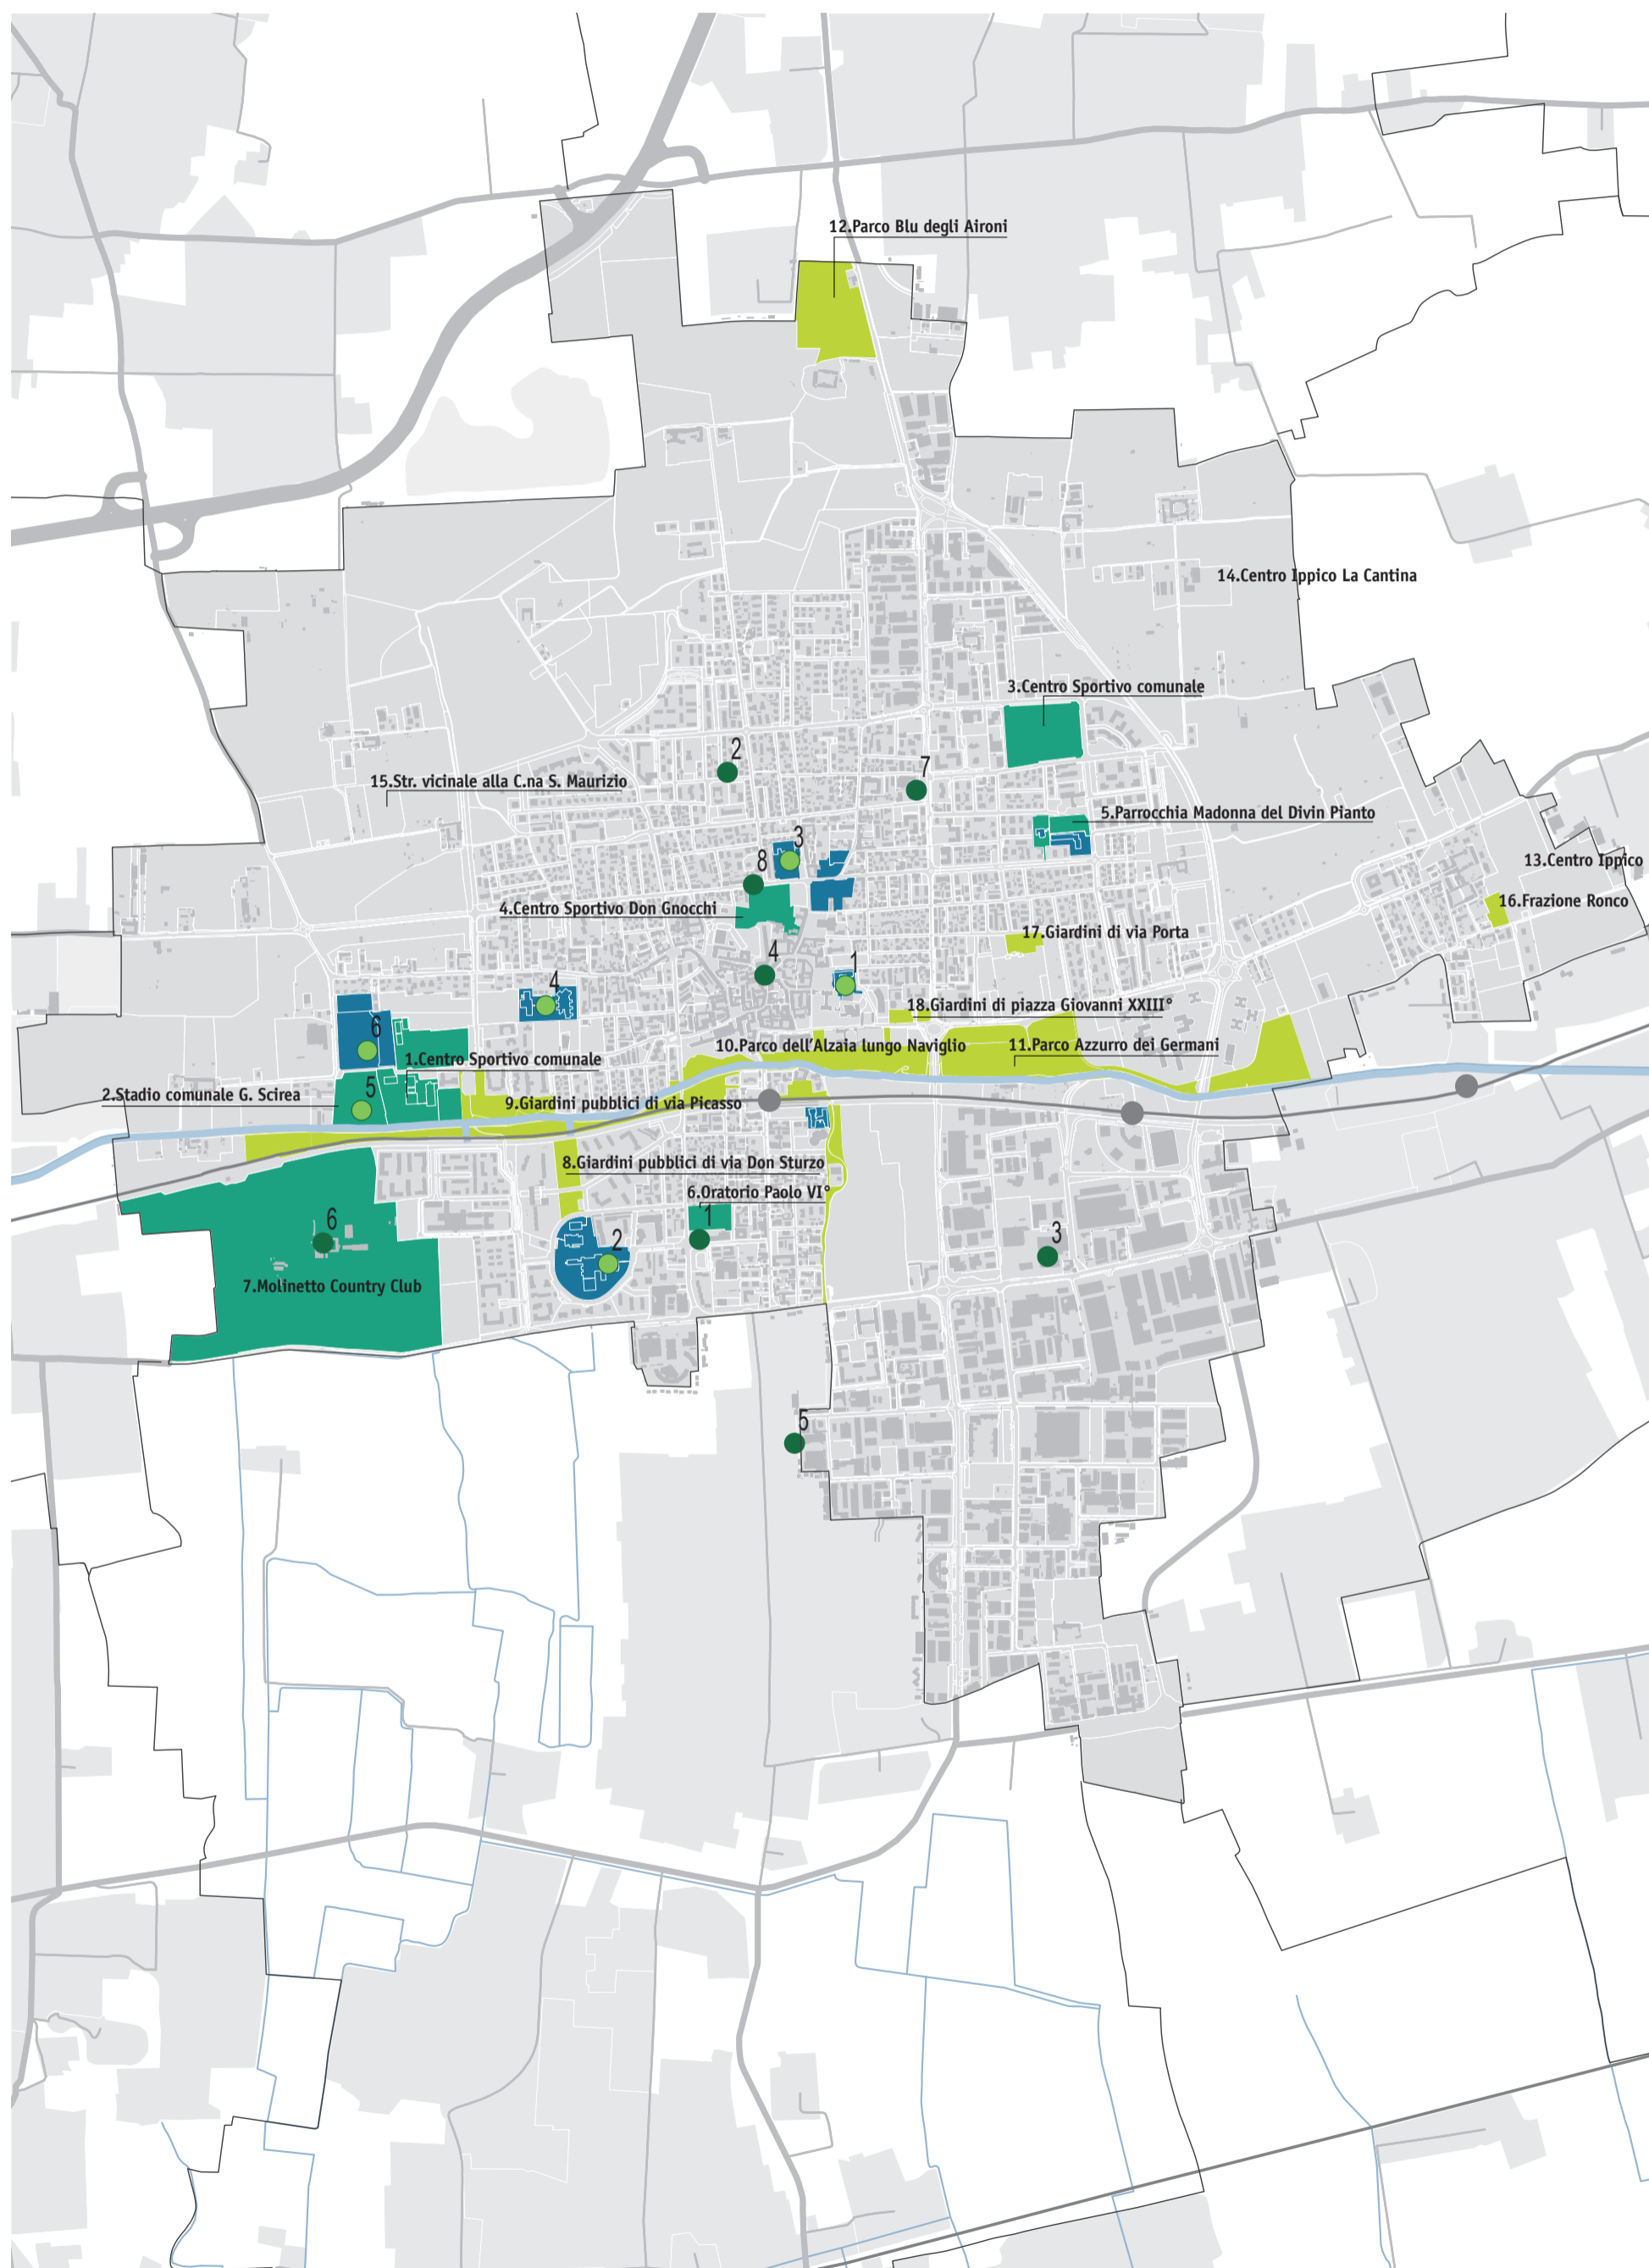 12.Parco Blu degli Aironi
14.Centro Ippico La Cantina
3.Centro Sportivo comunale
2
7
15.Str. vicinale alla C.na S. Maurizio
5.Parrocchia Madonna del Divin Pianto
3
8
13.Centro Ippico
16.Frazione Ronco
4.Centro Sportivo Don Gnocchi
17.Giardini di via Porta
4
1
4
18.Giardini di piazza Giovanni XXIII°
6
10.Parco dell'Alzaia lungo Naviglio
11.Parco Azzurro dei Germani
1.Centro Sportivo comunale
5
2.Stadio comunale G. Scirea
9.Giardini pubblici di via Picasso
8.Giardini pubblici di via Don Sturzo
6.Oratorio Paolo VI°
6
1
3
2
7.Molinetto Country Club
5